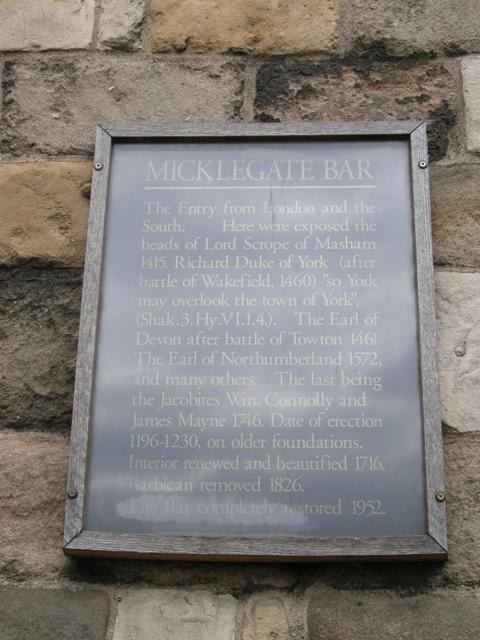 MICKLEGATE BAR
The Entry from London and the
South. Here were exposed the
heads of Lord Scrope of Masham
1415. Richard Duke of York (after
battle of Wakefield, 1460) "so York
may overlook the town of York",
(Shak.3.Hy.VI.1.4.). The Earl of
Devon after battle of Towton 1461.
The Earl of Northumberland 1572,
and many others. The last being
the Jacobites Wm. Connolly and
James Mayne 1746. Date of erection
1196-1230, on older foundations.
Interior renewed and beautified 1716.
Barbican removed 1826.
The Bar completely restored 1952.